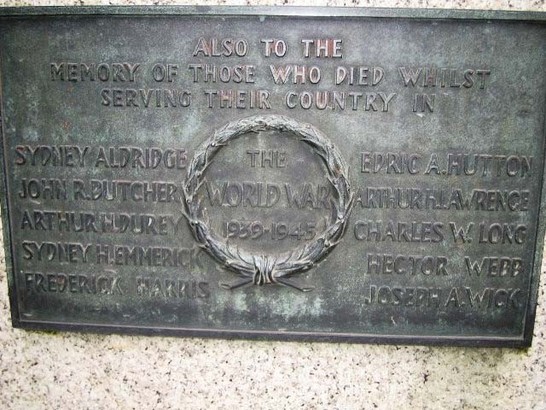 ALSO TO THE
MEMORY OF THOSE WHO DIED WHILST
SERVING THEIR COUNTRY IN
THE
WORLD WAR
1939-1945
SYDNEY ALDRIDGE
JOHN R. BUTCHER
ARTHUR H. DUREY
SYDNEY H. EMMERICK
FREDERICK HARRIS
EDRIC A. HUTTON
ARTHUR H. LAWRENCE
CHARLES W. LONG
HECTOR WEBB
JOSEPH A. WICK